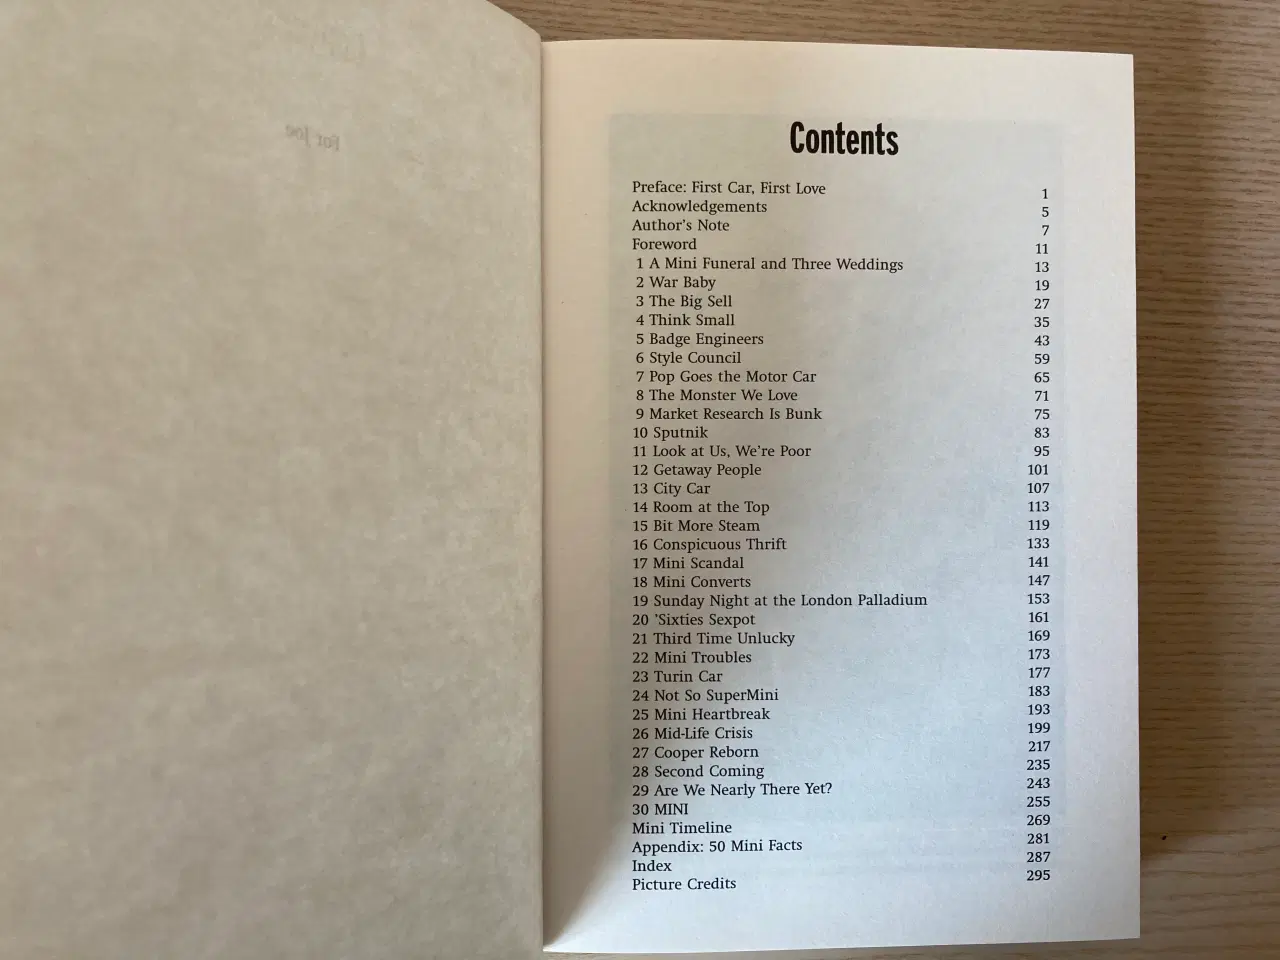 For Joe
Contents
Preface: First Car, First Love 1
Acknowledgements 5
Author's Note 7
Foreword 11
1 A Mini Funeral and Three Weddings 13
2 War Baby 19
3 The Big Sell 27
4 Think Small 35
5 Badge Engineers 43
6 Style Council 59
7 Pop Goes the Motor Car 65
8 The Monster We Love 71
9 Market Research Is Bunk 75
10 Sputnik 83
11 Look at Us, We're Poor 95
12 Getaway People 101
13 City Car 107
14 Room at the Top 113
15 Bit More Steam 119
16 Conspicuous Thrift 133
17 Mini Scandal 141
18 Mini Converts 147
19 Sunday Night at the London Palladium 153
20 'Sixties Sexpot 161
21 Third Time Unlucky 169
22 Mini Troubles 173
23 Turin Car 177
24 Not So SuperMini 183
25 Mini Heartbreak 193
26 Mid-Life Crisis 199
27 Cooper Reborn 217
28 Second Coming 235
29 Are We Nearly There Yet? 243
30 MINI 255
Mini Timeline 269
Appendix: 50 Mini Facts 281
Index 287
Picture Credits 295